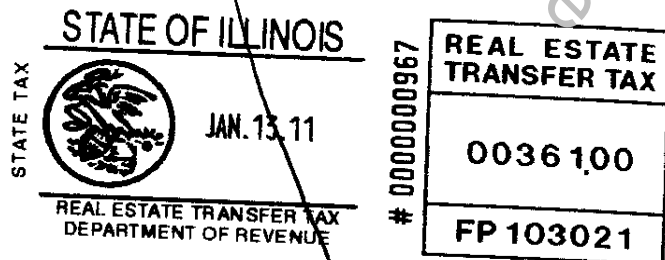 STATE OF ILLINOIS
STATE TAX
JAN. 13, 11
REAL ESTATE TRANSFER TAX
DEPARTMENT OF REVENUE
# 0000000967
REAL ESTATE
TRANSFER TAX
0036100
FP 103021